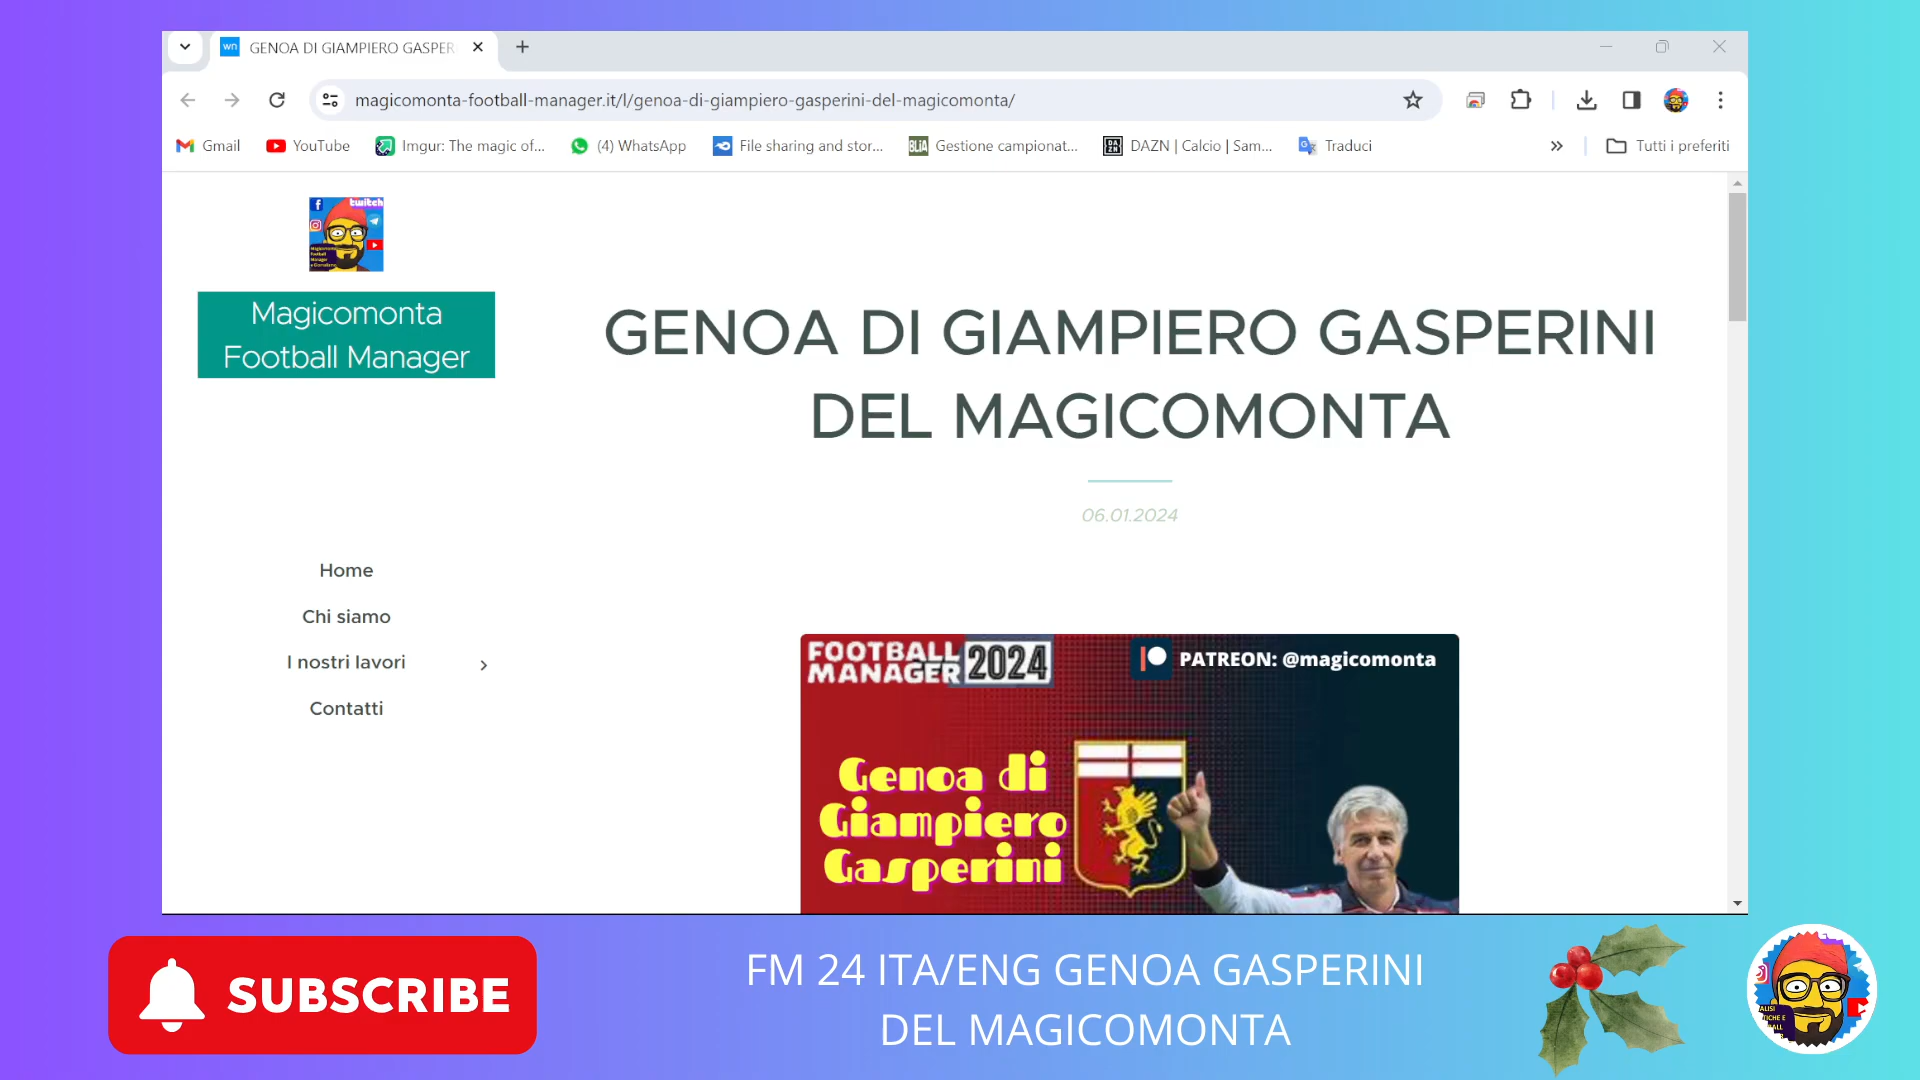 GENOA DI GIAMPIERO GASPER
magicomonta-football-manager.it/l/genoa-di-giampiero-gasperini-del-magicomonta/
Gmail YouTube Imgur: The magic of... (4) WhatsApp File sharing and stor... Gestione campionat... DAZN | Calcio | Sam... Traduci » Tutti i preferiti
twitch
Magicomonta
Football Manager
GENOA DI GIAMPIERO GASPERINI
DEL MAGICOMONTA
06.01.2024
Home
Chi siamo
I nostri lavori
Contatti
FOOTBALL
MANAGER 2024
PATREON: @magicomonta
Genoa di
Giampiero
Gasperini
SUBSCRIBE
FM 24 ITA/ENG GENOA GASPERINI
DEL MAGICOMONTA